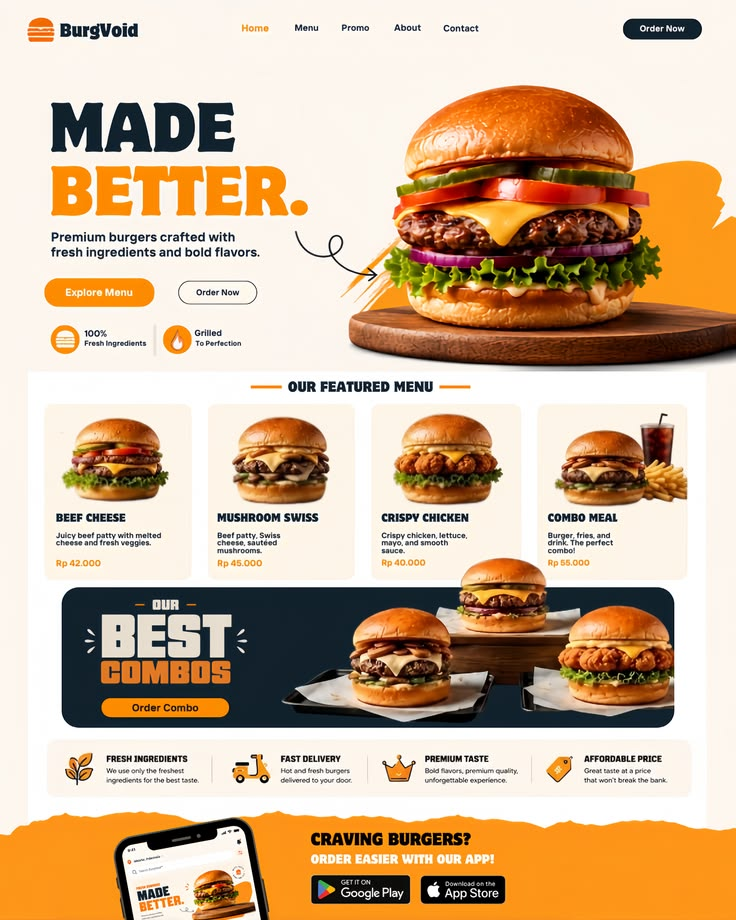 BurgVoid
Home
Menu
Promo
About
Contact
Order Now
MADE
BETTER.
Premium burgers crafted with
fresh ingredients and bold flavors.
Explore Menu
Order Now
100%
Fresh Ingredients
Grilled
To Perfection
OUR FEATURED MENU
BEEF CHEESE
Juicy beef patty with melted
cheese and fresh veggies.
Rp 42.000
MUSHROOM SWISS
Beef patty, Swiss
cheese, sautéed
mushrooms.
Rp 45.000
CRISPY CHICKEN
Crispy chicken, lettuce,
mayo, and smooth
sauce.
Rp 40.000
COMBO MEAL
Burger, fries, and
drink. The perfect
combo!
Rp 55.000
OUR
BEST
COMBOS
Order Combo
FRESH INGREDIENTS
We use only the freshest
ingredients for the best taste.
FAST DELIVERY
Hot and fresh burgers
delivered to your door.
PREMIUM TASTE
Bold flavors, premium quality,
unforgettable experience.
AFFORDABLE PRICE
Great taste at a price
that won't break the bank.
9:41
MADE
BETTER.
CRAVING BURGERS?
ORDER EASIER WITH OUR APP!
GET IT ON
Google Play
Download on the
App Store